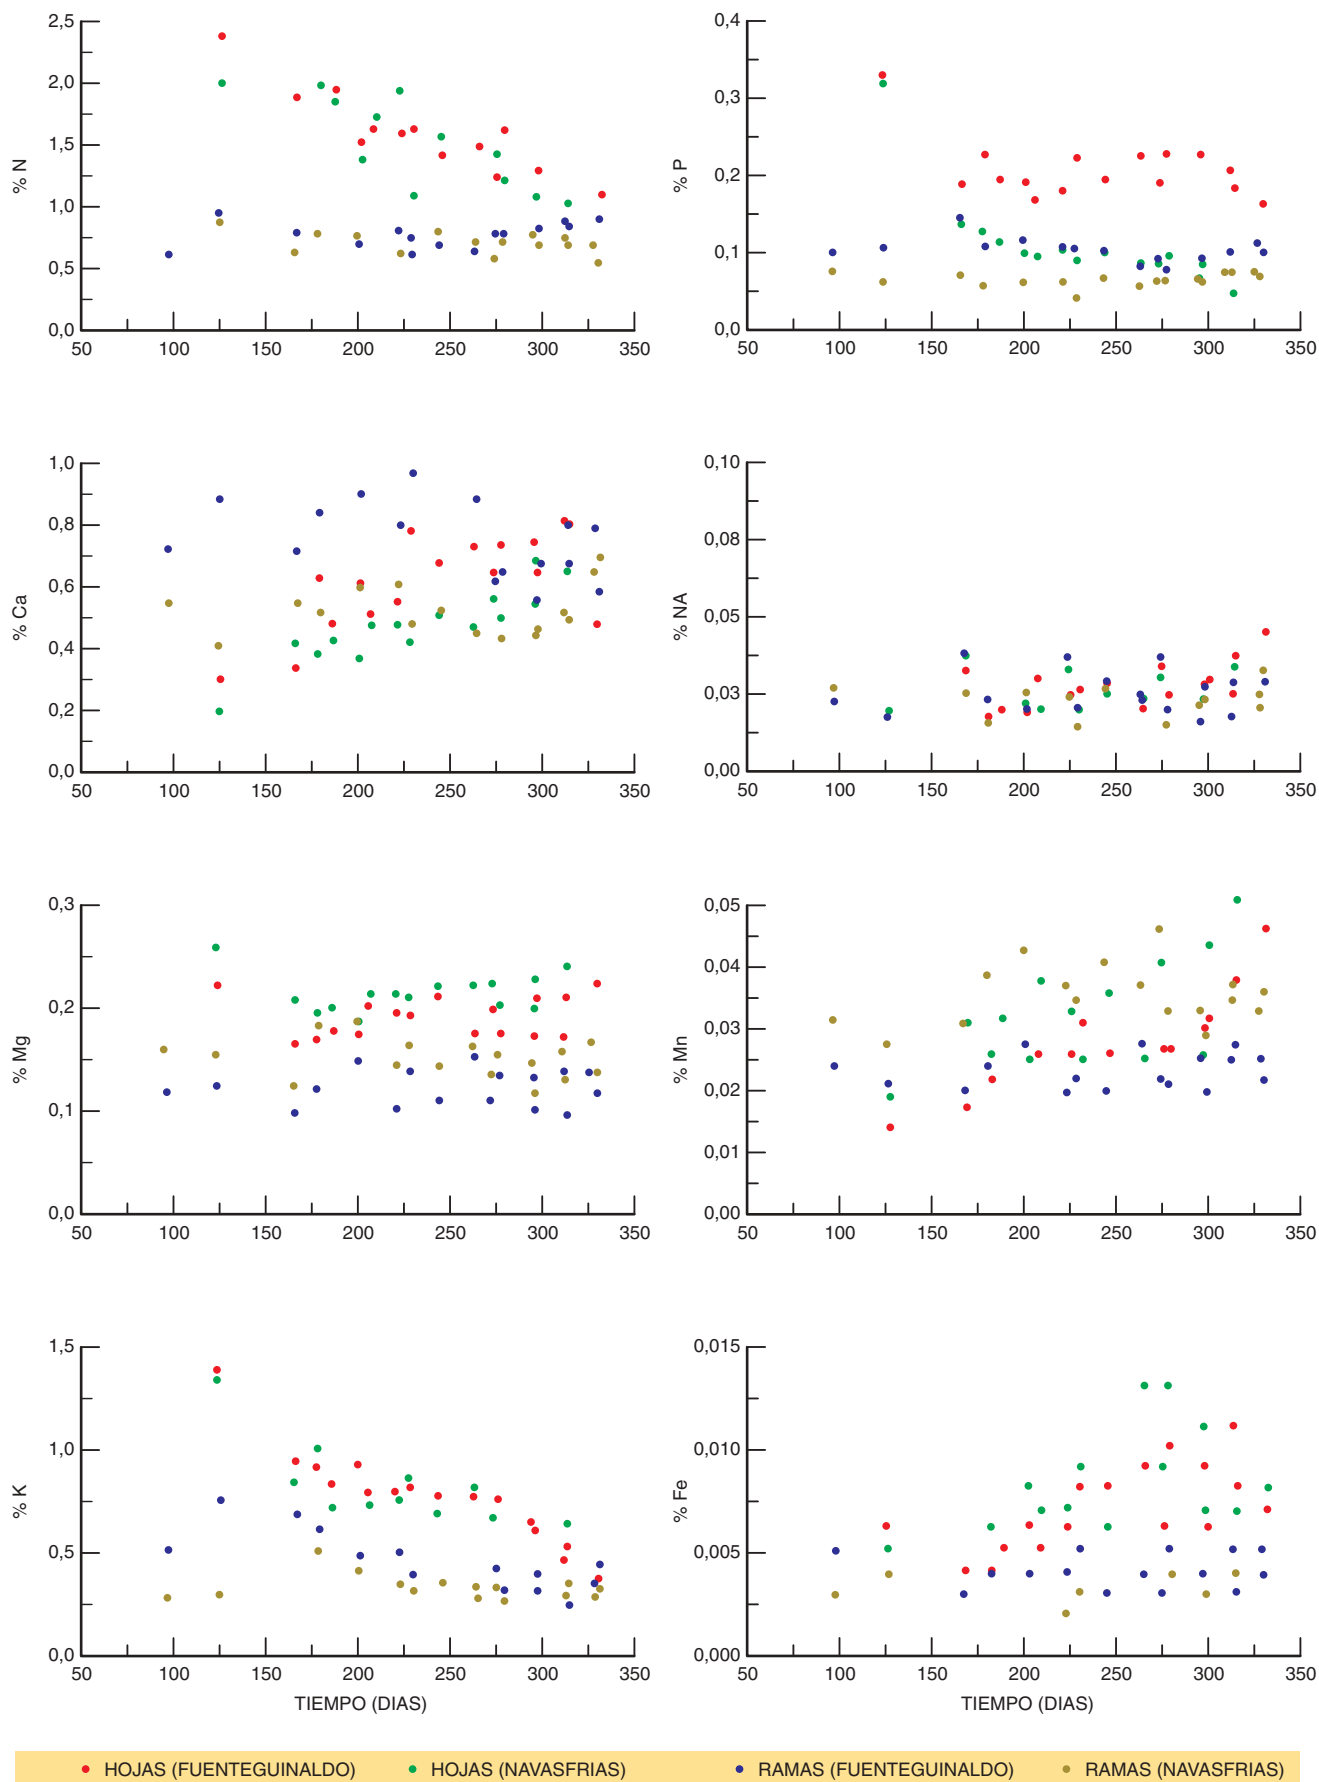 2,5
2,0
1,5
1,0
0,5
0,0
% N
50 100 150 200 250 300 350
0,4
0,3
0,2
0,1
0,0
% P
50 100 150 200 250 300 350
1,0
0,8
0,6
0,4
0,2
0,0
% Ca
50 100 150 200 250 300 350
0,10
0,08
0,05
0,03
0,00
% NA
50 100 150 200 250 300 350
0,3
0,2
0,1
0,0
% Mg
50 100 150 200 250 300 350
0,05
0,04
0,03
0,02
0,01
0,00
% Mn
50 100 150 200 250 300 350
1,5
1,0
0,5
0,0
% K
50 100 150 200 250 300 350
TIEMPO (DIAS)
0,015
0,010
0,005
0,000
% Fe
50 100 150 200 250 300 350
TIEMPO (DIAS)
HOJAS (FUENTEGUINALDO) HOJAS (NAVASFRIAS) RAMAS (FUENTEGUINALDO) RAMAS (NAVASFRIAS)